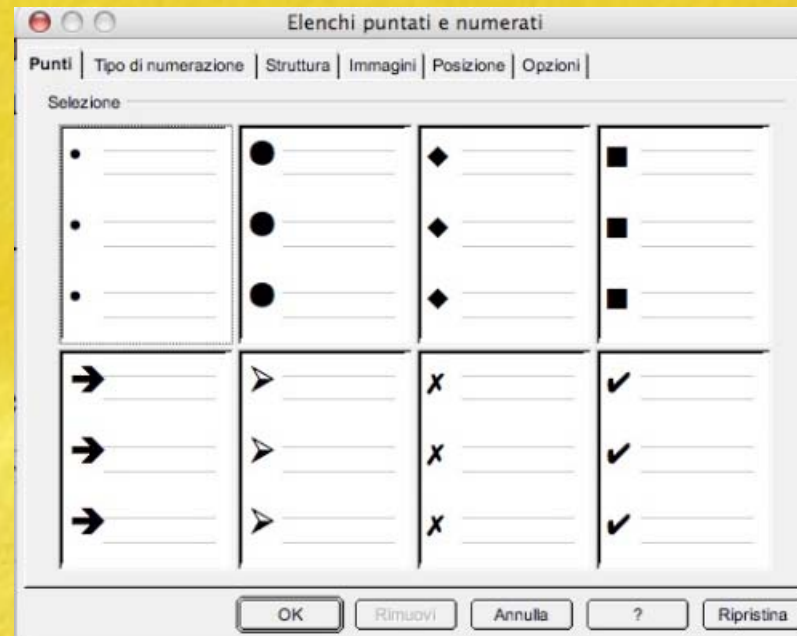 Elenchi puntati e numerati
Punti | Tipo di numerazione | Struttura | Immagini | Posizione | Opzioni |
Selezione
OK Rimuovi Annulla ? Ripristina